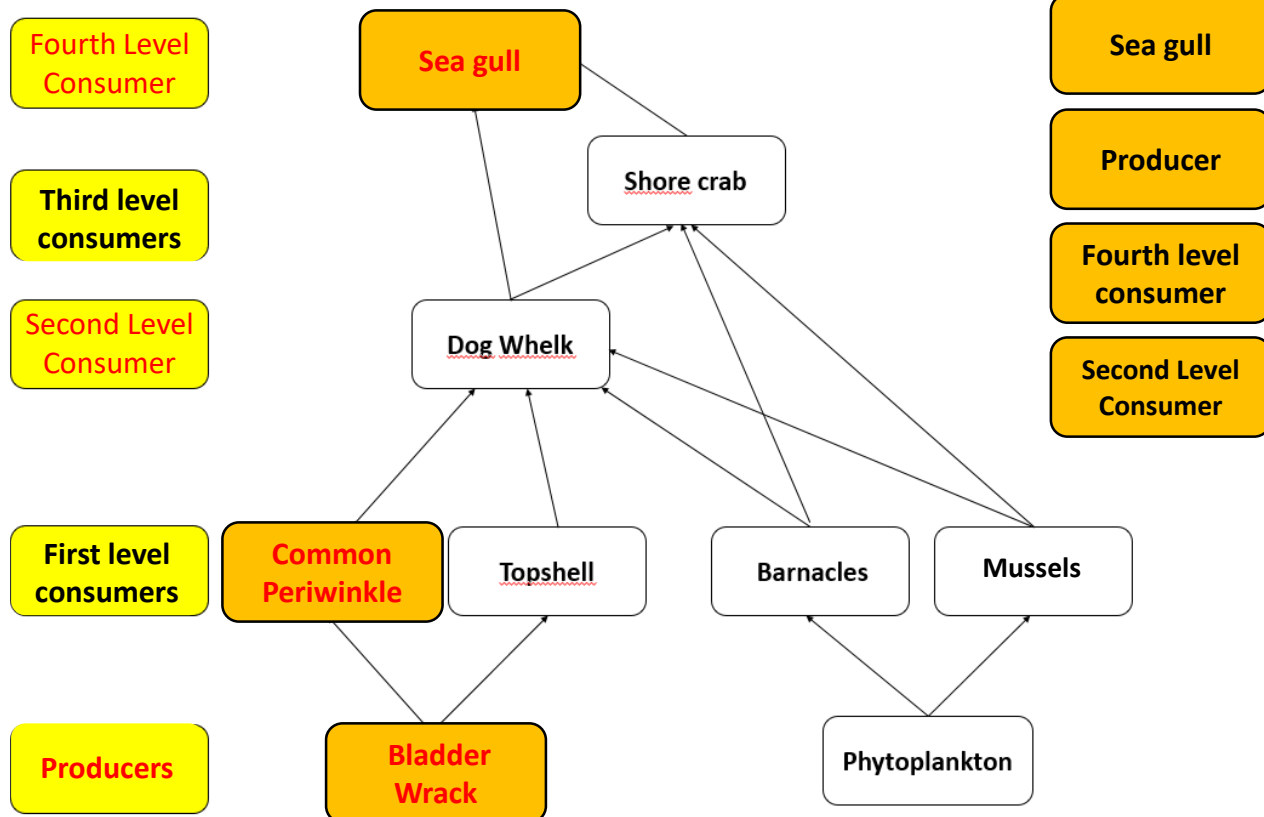 Fourth Level
Consumer
Sea gull
Sea gull
Shore crab
Producer
Third level
consumers
Fourth level
consumer
Second Level
Consumer
Dog Whelk
Second Level
Consumer
First level
consumers
Common
Periwinkle
Topshell
Barnacles
Mussels
Producers
Bladder
Wrack
Phytoplankton